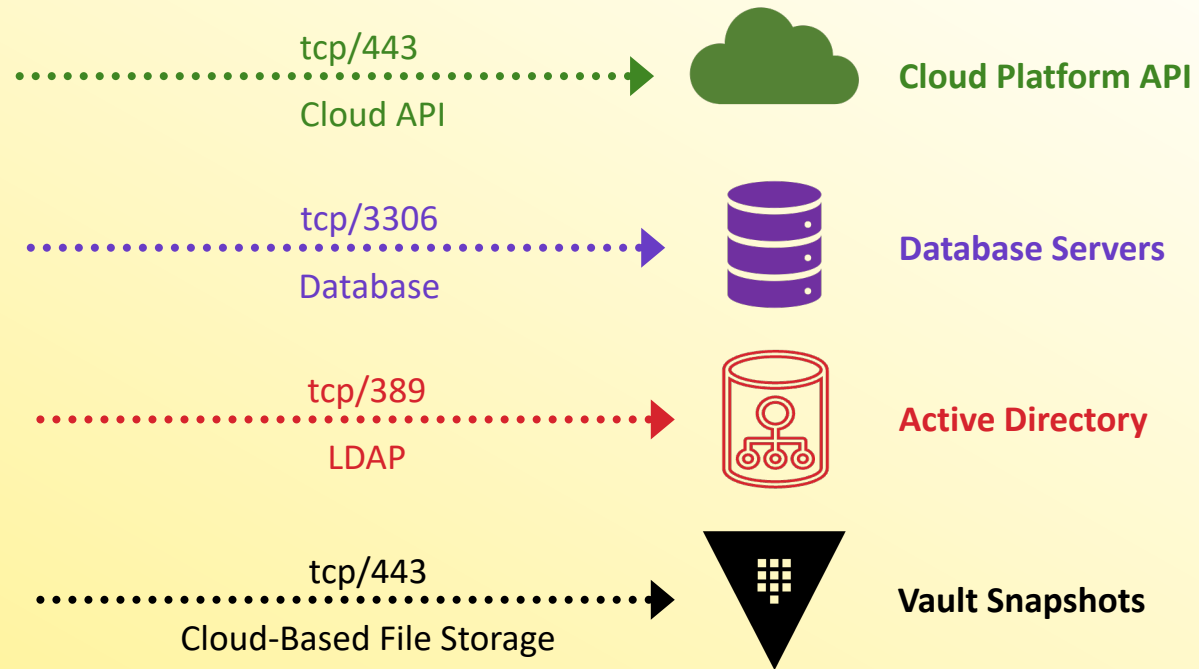 tcp/443
Cloud API
Cloud Platform API
tcp/3306
Database
Database Servers
tcp/389
LDAP
Active Directory
tcp/443
Cloud-Based File Storage
Vault Snapshots